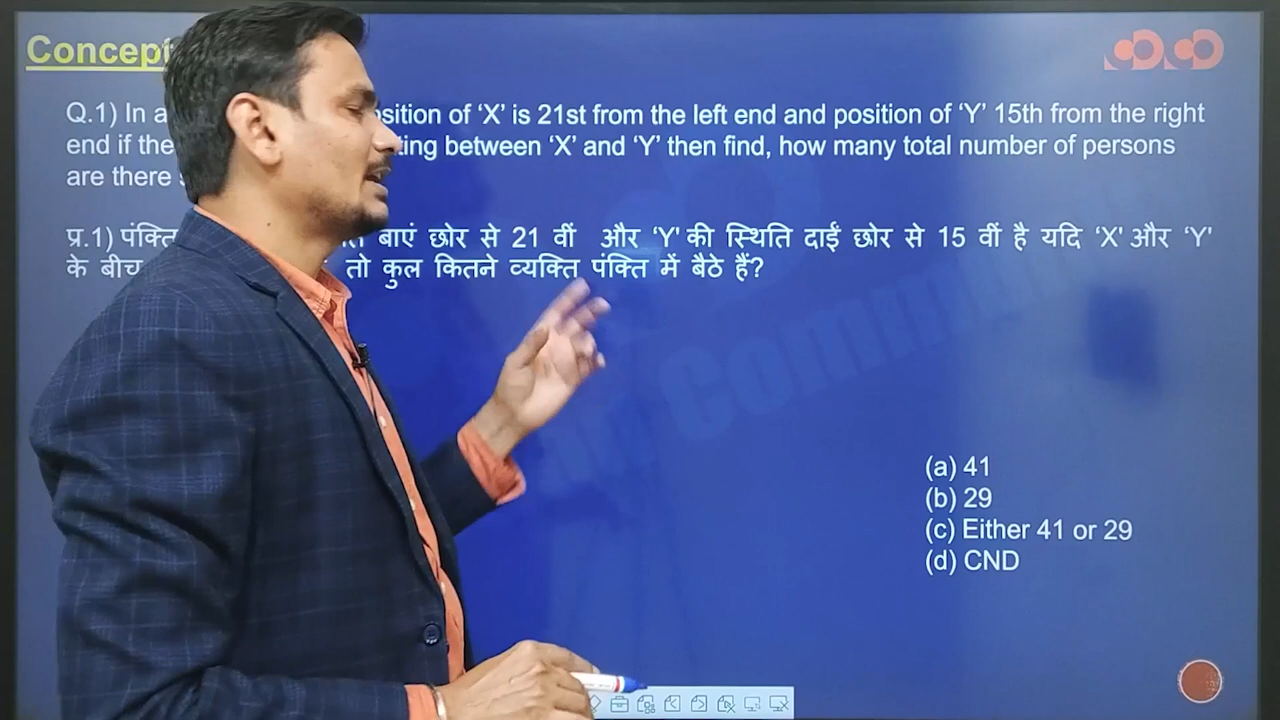 Concept
Q.1) In a position of ‘X’ is 21st from the left end and position of ‘Y’ 15th from the right
end if the sitting between ‘X’ and ‘Y’ then find, how many total number of persons
are there
प्र.1) पंक्ति बाएं छोर से 21 वीं और ‘Y' की स्थिति दाईं छोर से 15 वीं है यदि ‘X' और ‘Y'
के बीच तो कुल कितने व्यक्ति पंक्ति में बैठे हैं?
(a) 41
(b) 29
(c) Either 41 or 29
(d) CND